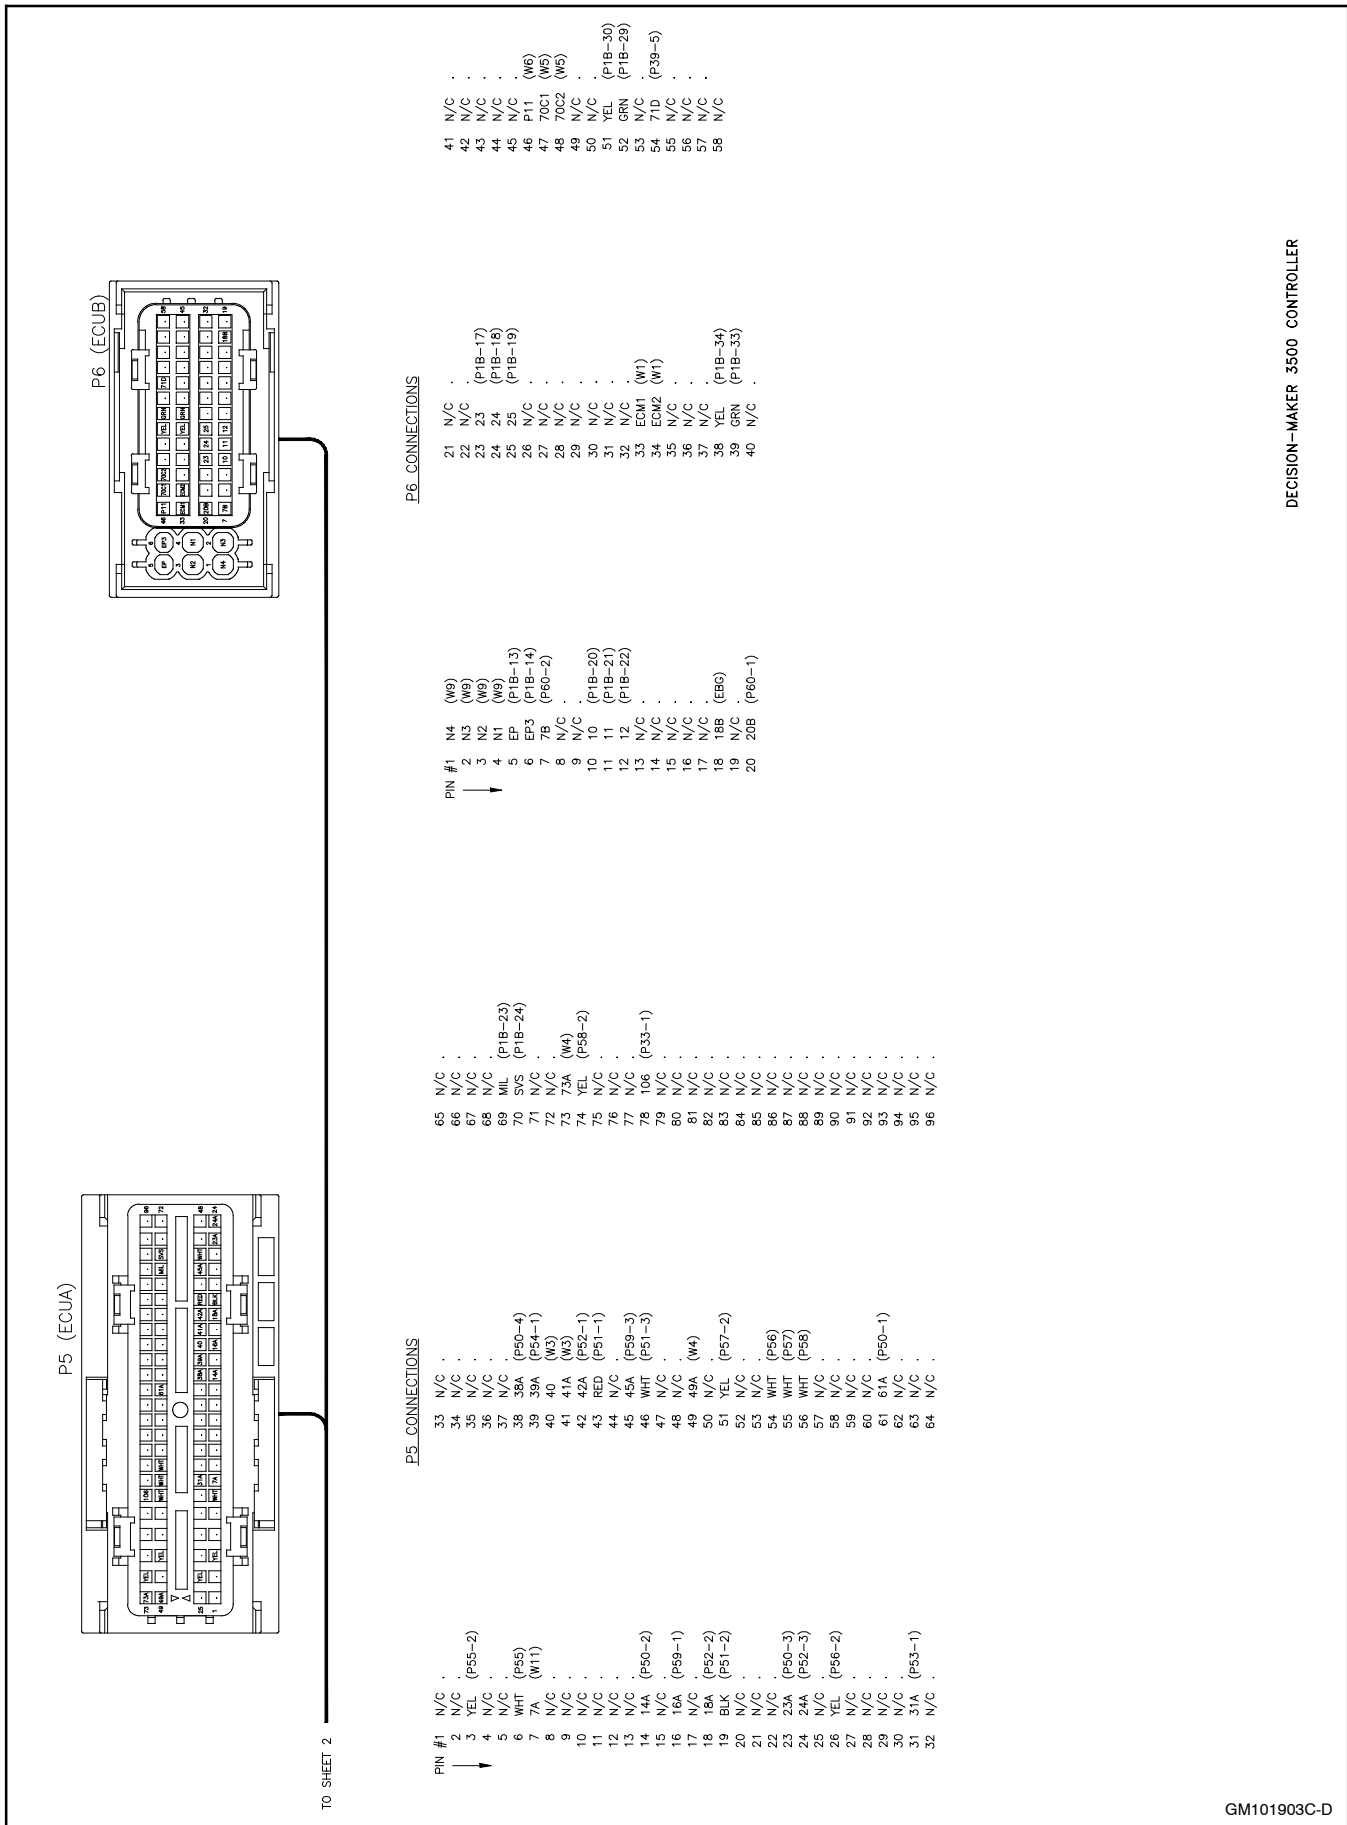 P5 (ECUA)
P6 (ECUB)
TO SHEET 2
P5 CONNECTIONS
PIN #1 N/C .
2 N/C .
3 YEL (P55-2)
4 N/C .
5 N/C .
6 WHT (P55)
7 7A (W11)
8 N/C .
9 N/C .
10 N/C .
11 N/C .
12 N/C .
13 N/C .
14 14A (P50-2)
15 N/C .
16 16A (P59-1)
17 N/C .
18 18A (P52-2)
19 BLK (P51-2)
20 N/C .
21 N/C .
22 N/C .
23 23A (P50-3)
24 24A (P52-3)
25 N/C .
26 YEL (P56-2)
27 N/C .
28 N/C .
29 N/C .
30 N/C .
31 31A (P53-1)
32 N/C .
33 N/C .
34 N/C .
35 N/C .
36 N/C .
37 N/C .
38 38A (P50-4)
39 39A (P54-1)
40 40 (W3)
41 41A (W3)
42 42A (P52-1)
43 RED (P51-1)
44 N/C .
45 45A (P59-3)
46 WHT (P51-3)
47 N/C .
48 N/C .
49 49A (W4)
50 N/C .
51 YEL (P57-2)
52 N/C .
53 N/C .
54 WHT (P56)
55 WHT (P57)
56 WHT (P58)
57 N/C .
58 N/C .
59 N/C .
60 N/C .
61 61A (P50-1)
62 N/C .
63 N/C .
64 N/C .
65 N/C .
66 N/C .
67 N/C .
68 N/C .
69 MIL (P1B-23)
70 SVS (P1B-24)
71 N/C .
72 N/C .
73 73A (W4)
74 YEL (P58-2)
75 N/C .
76 N/C .
77 N/C .
78 106 (P33-1)
79 N/C .
80 N/C .
81 N/C .
82 N/C .
83 N/C .
84 N/C .
85 N/C .
86 N/C .
87 N/C .
88 N/C .
89 N/C .
90 N/C .
91 N/C .
92 N/C .
93 N/C .
94 N/C .
95 N/C .
96 N/C .
P6 CONNECTIONS
PIN #1 N4 (W9)
2 N3 (W9)
3 N2 (W9)
4 N1 (W9)
5 EP (P1B-13)
6 EP3 (P1B-14)
7 7B (P60-2)
8 N/C .
9 N/C .
10 10 (P1B-20)
11 11 (P1B-21)
12 12 (P1B-22)
13 N/C .
14 N/C .
15 N/C .
16 N/C .
17 N/C .
18 18B (EBG)
19 N/C .
20 20B (P60-1)
21 N/C .
22 N/C .
23 23 (P1B-17)
24 24 (P1B-18)
25 25 (P1B-19)
26 N/C .
27 N/C .
28 N/C .
29 N/C .
30 N/C .
31 N/C .
32 N/C .
33 ECM1 (W1)
34 ECM2 (W1)
35 N/C .
36 N/C .
37 N/C .
38 YEL (P1B-34)
39 GRN (P1B-33)
40 N/C .
41 N/C .
42 N/C .
43 N/C .
44 N/C .
45 N/C .
46 P11 (W6)
47 70C1 (W5)
48 70C2 (W5)
49 N/C .
50 N/C .
51 YEL (P1B-30)
52 GRN (P1B-29)
53 N/C .
54 71D (P39-5)
55 N/C .
56 N/C .
57 N/C .
58 N/C .
DECISION-MAKER 3500 CONTROLLER
GM101903C-D